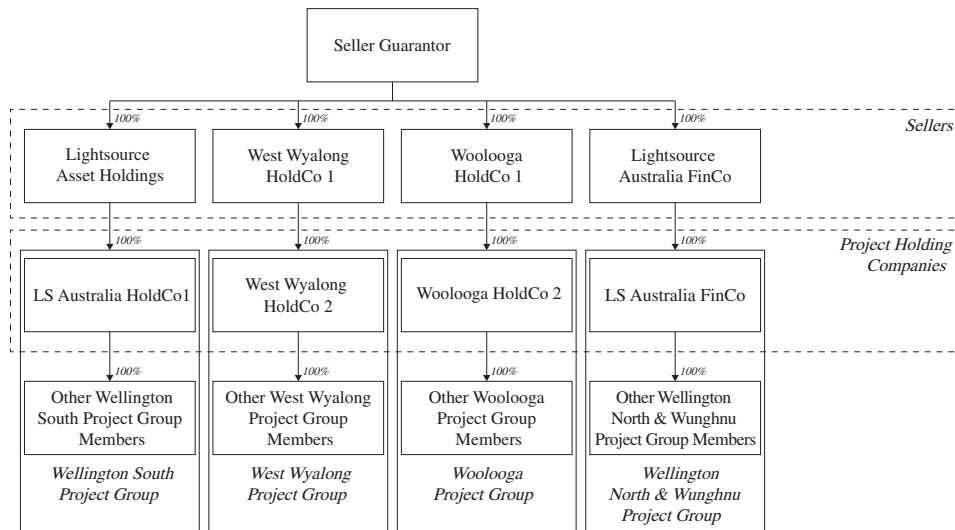 Seller Guarantor
100%
100%
100%
100%
Sellers
Lightsource
Asset Holdings
West Wyalong
HoldCo 1
Woolooga
HoldCo 1
Lightsource
Australia FinCo
100%
100%
100%
100%
Project Holding
Companies
LS Australia HoldCo1
West Wyalong
HoldCo 2
Woolooga HoldCo 2
LS Australia FinCo
100%
100%
100%
100%
Other Wellington
South Project Group
Members
Other West Wyalong
Project Group
Members
Other Woolooga
Project Group
Members
Other Wellington
North & Wunghnu
Project Group Members
Wellington South
Project Group
West Wyalong
Project Group
Woolooga
Project Group
Wellington
North & Wunghnu
Project Group